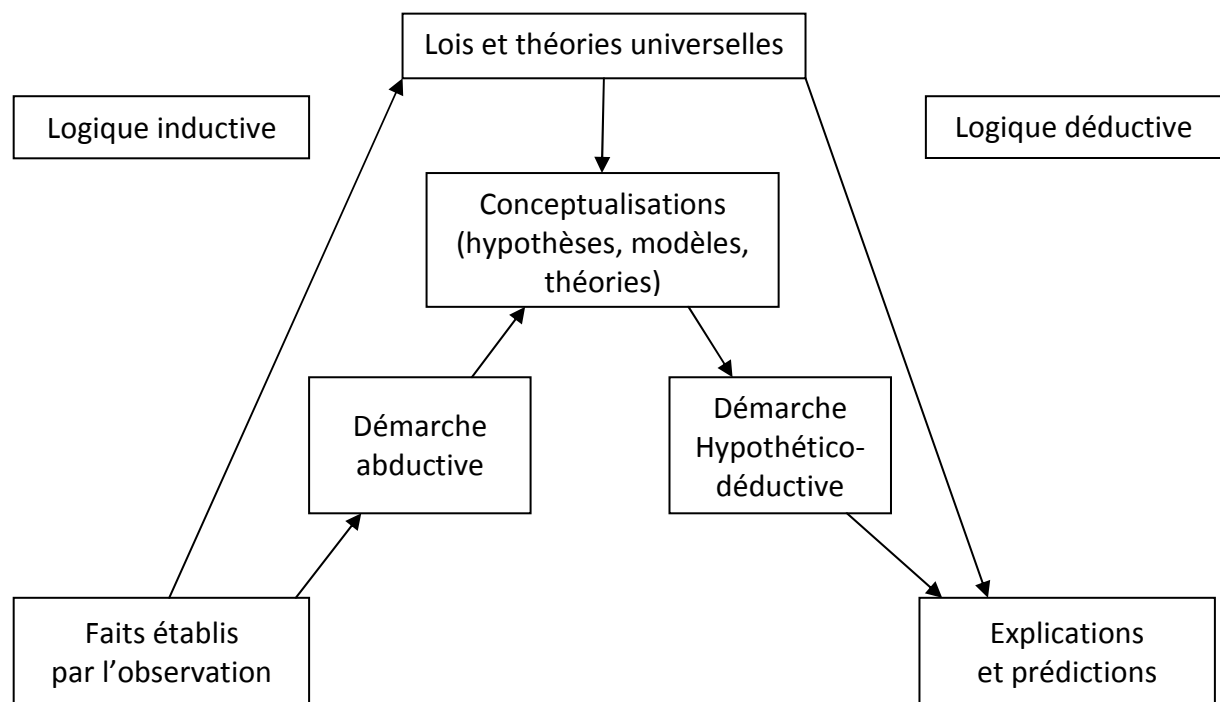 Lois et théories universelles
Logique inductive
Logique déductive
Conceptualisations
(hypothèses, modèles,
théories)
Démarche
abductive
Démarche
Hypothético-
déductive
Faits établis
par l’observation
Explications
et prédictions